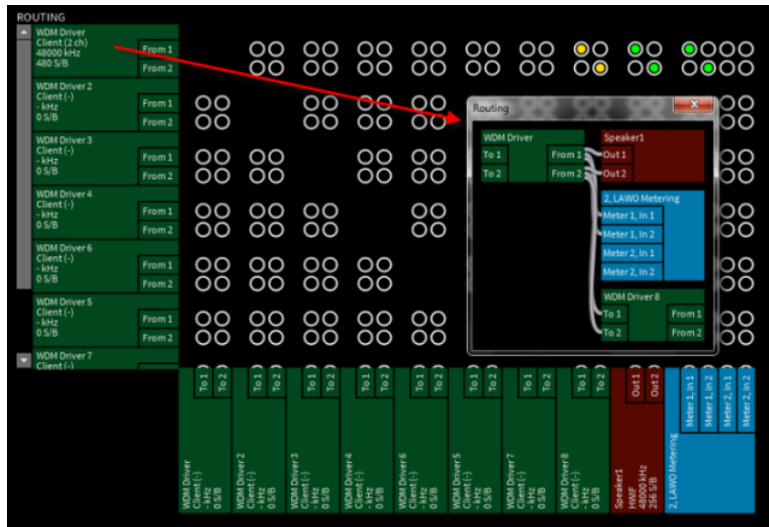 ROUTING
WDM Driver
Client (2 ch)
48000 kHz
480 S/B
From 1
From 2
WDM Driver 2
Client (-)
- kHz
0 S/B
From 1
From 2
WDM Driver 3
Client (-)
- kHz
0 S/B
From 1
From 2
WDM Driver 4
Client (-)
- kHz
0 S/B
From 1
From 2
WDM Driver 6
Client (-)
- kHz
0 S/B
From 1
From 2
WDM Driver 5
Client (-)
- kHz
0 S/B
From 1
From 2
WDM Driver 7
Client (-)
Routing
x
WDM Driver
To 1
From 1
To 2
From 2
Speaker1
Out 1
Out 2
2, LAWO Metering
Meter 1, In 1
Meter 1, In 2
Meter 2, In 1
Meter 2, In 2
WDM Driver 8
To 1
From 1
To 2
From 2
To 1
To 2
WDM Driver
Client (-)
- kHz
0 S/B
To 1
To 2
WDM Driver 2
Client (-)
- kHz
0 S/B
To 1
To 2
WDM Driver 3
Client (-)
- kHz
0 S/B
To 1
To 2
WDM Driver 4
Client (-)
- kHz
0 S/B
To 1
To 2
WDM Driver 6
Client (-)
- kHz
0 S/B
To 1
To 2
WDM Driver 5
Client (-)
- kHz
0 S/B
To 1
To 2
WDM Driver 7
Client (-)
- kHz
0 S/B
To 1
To 2
WDM Driver 8
Client (-)
- kHz
0 S/B
Out 1
Out 2
Speaker1
HWIF
48000 kHz
256 S/B
Meter 1, In 1
Meter 1, In 2
Meter 2, In 1
Meter 2, In 2
2, LAWO Metering